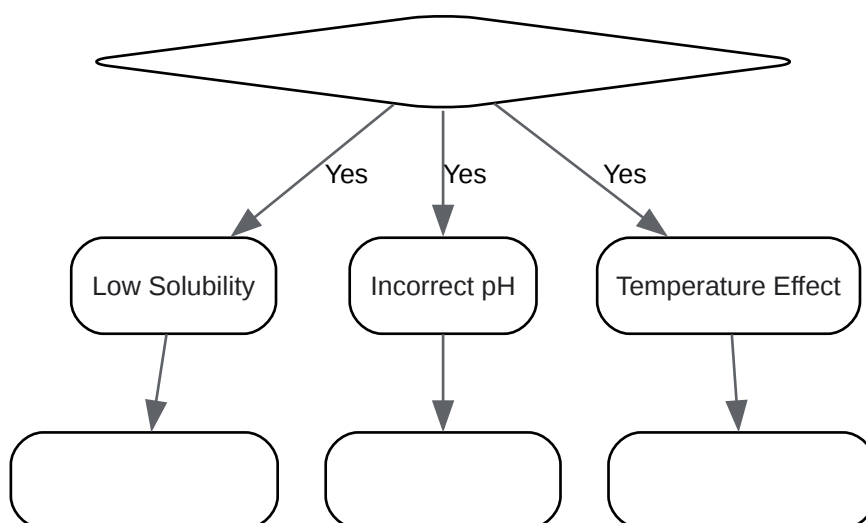 Yes
Yes
Yes
Low Solubility
Incorrect pH
Temperature Effect